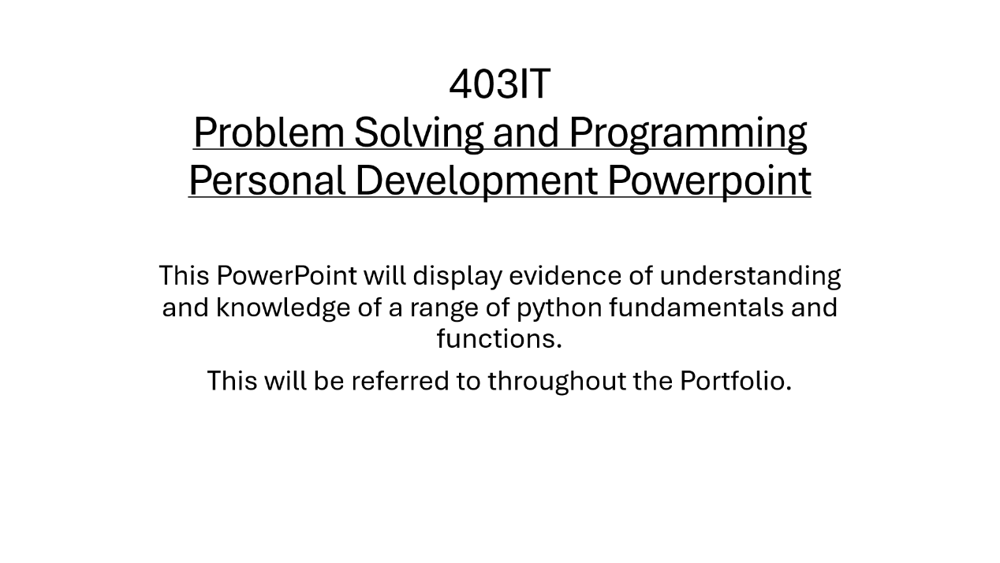 403IT
Problem Solving and Programming
Personal Development Powerpoint
This PowerPoint will display evidence of understanding
and knowledge of a range of python fundamentals and
functions.
This will be referred to throughout the Portfolio.